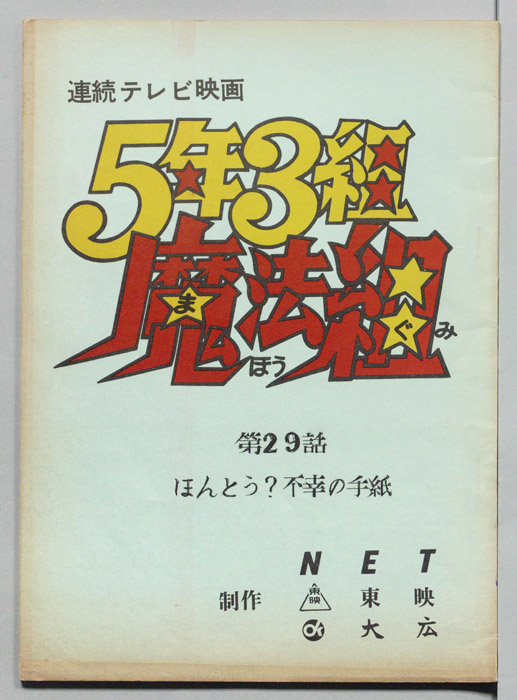 連続テレビ映画
5年3組
魔法組
ま
ほう
ぐみ
第29話
ほんとう?不幸の手紙
NET
制作 東映 東映
OK 大広